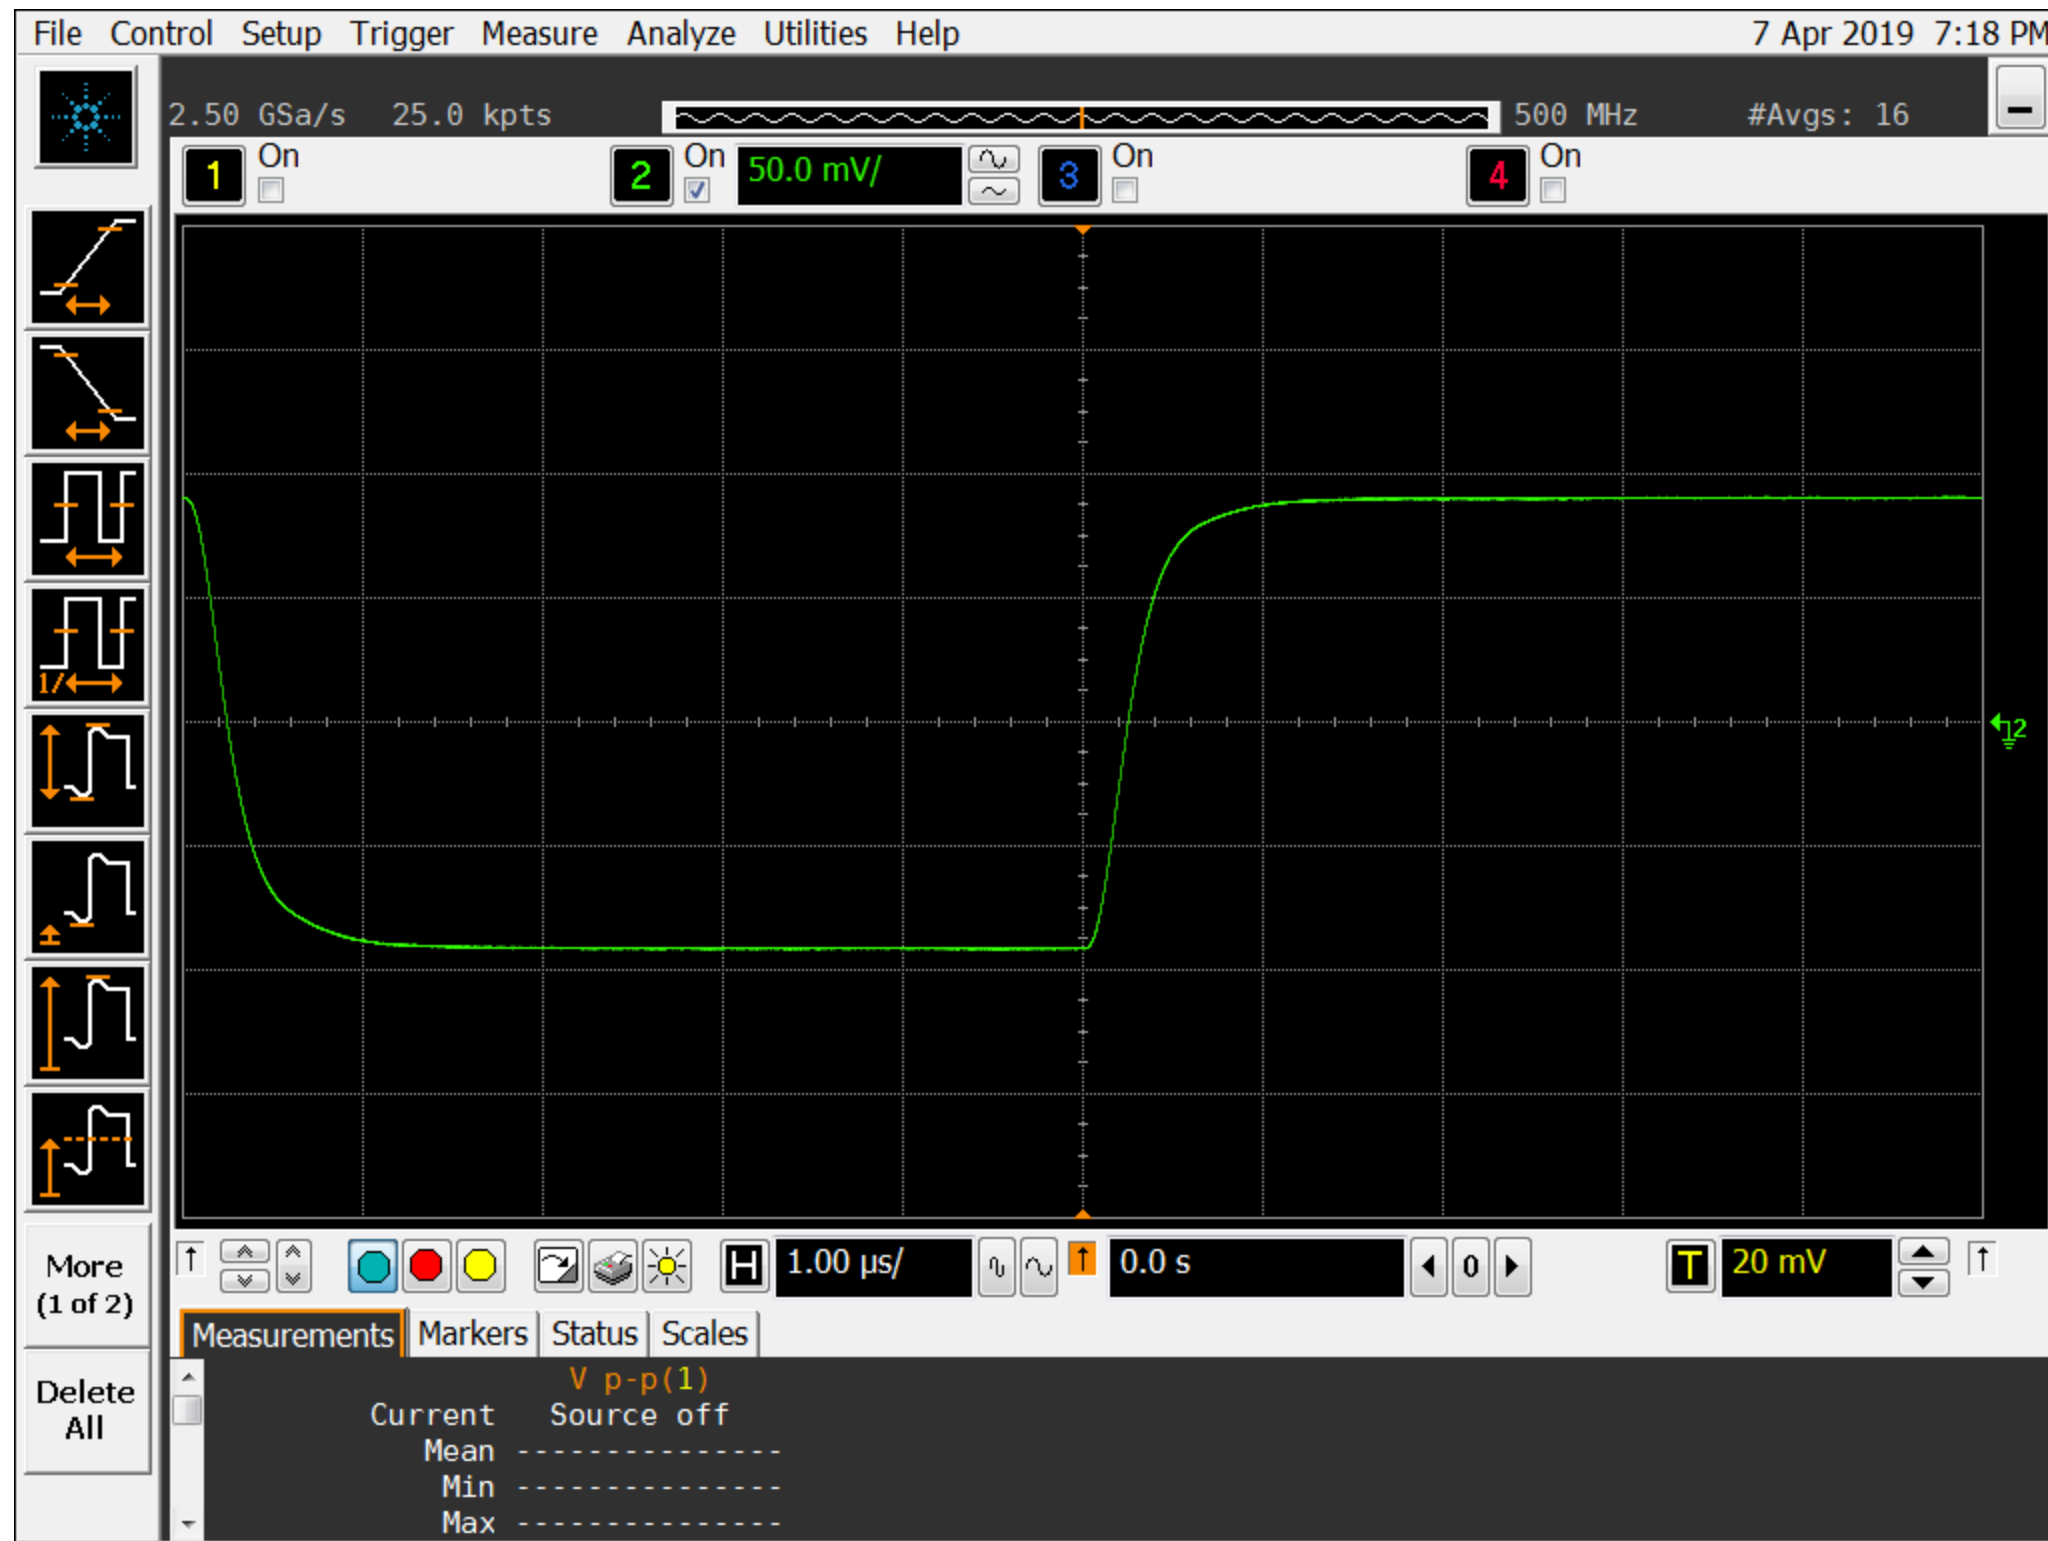 File Control Setup Trigger Measure Analyze Utilities Help 7 Apr 2019 7:18 PM
2.50 GSa/s 25.0 kpts 500 MHz #Avgs: 16
1 On 2 On 50.0 mV/ 3 On 4 On
1/
2
More
(1 of 2)
Delete
All
H 1.00 µs/ 0.0 s 0 T 20 mV
Measurements Markers Status Scales
V p-p(1)
Current Source off
Mean ---------------
Min ---------------
Max ---------------